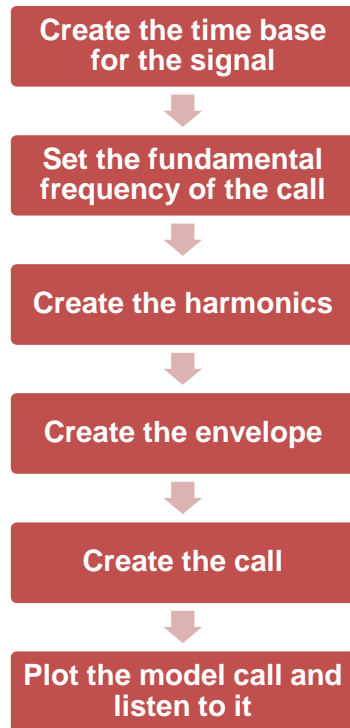 Create the time base
for the signal
Set the fundamental
frequency of the call
Create the harmonics
Create the envelope
Create the call
Plot the model call and
listen to it